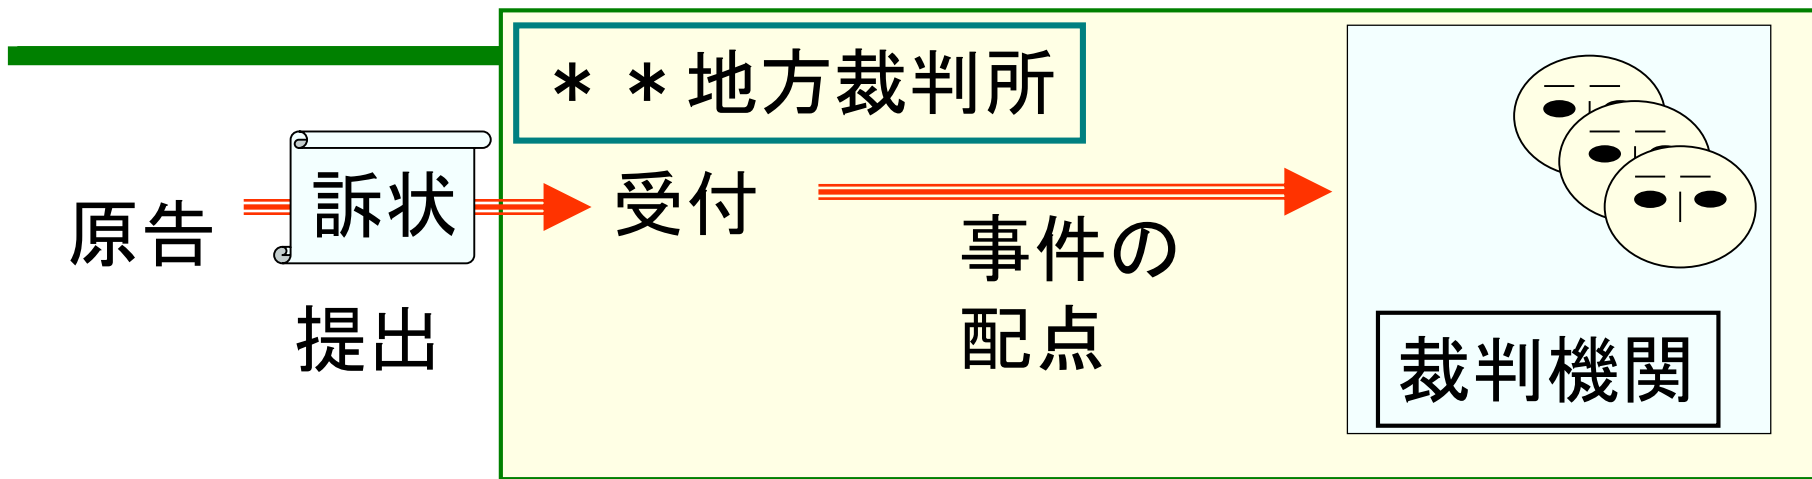 ＊＊地方裁判所
原告
訴状
提出
受付
事件の
配点
裁判機関